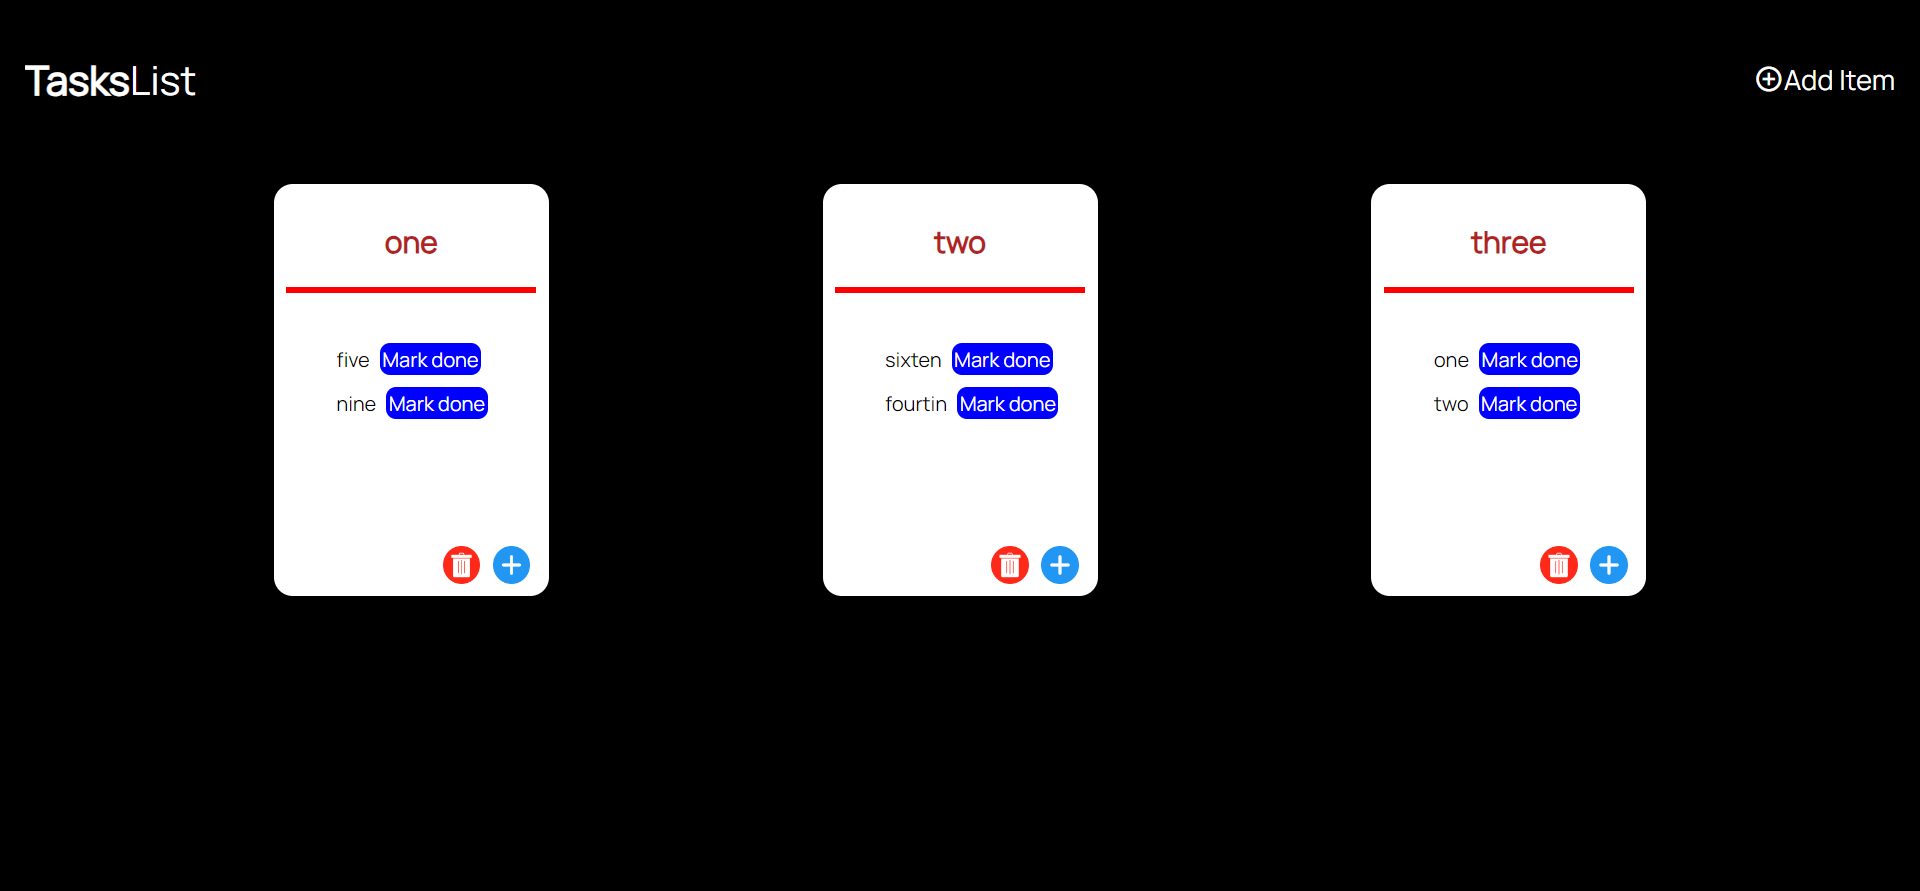 TasksList
Add Item
one
five Mark done
nine Mark done
two
sixten Mark done
fourtin Mark done
three
one Mark done
two Mark done